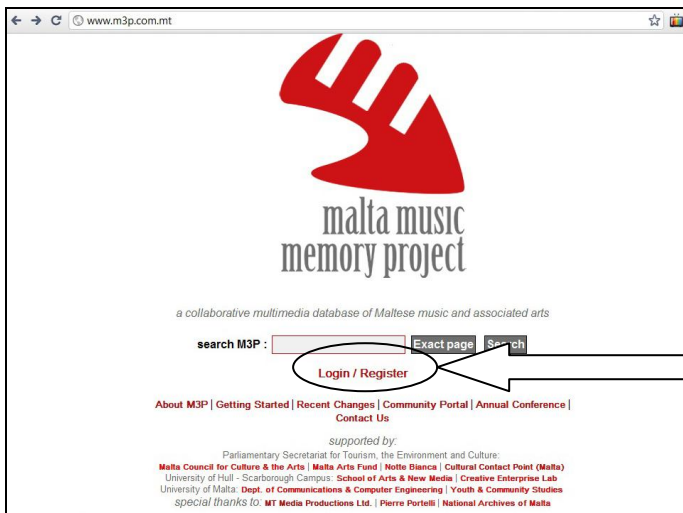 www.m3p.com.mt
malta music
memory project
a collaborative multimedia database of Maltese music and associated arts
search M3P : Exact page Search
Login / Register
About M3P | Getting Started | Recent Changes | Community Portal | Annual Conference |
Contact Us
supported by:
Parliamentary Secretariat for Tourism, the Environment and Culture:
Malta Council for Culture & the Arts | Malta Arts Fund | Notte Bianca | Cultural Contact Point (Malta)
University of Hull - Scarborough Campus: School of Arts & New Media | Creative Enterprise Lab
University of Malta: Dept. of Communications & Computer Engineering | Youth & Community Studies
special thanks to: MT Media Productions Ltd. | Pierre Portelli | National Archives of Malta